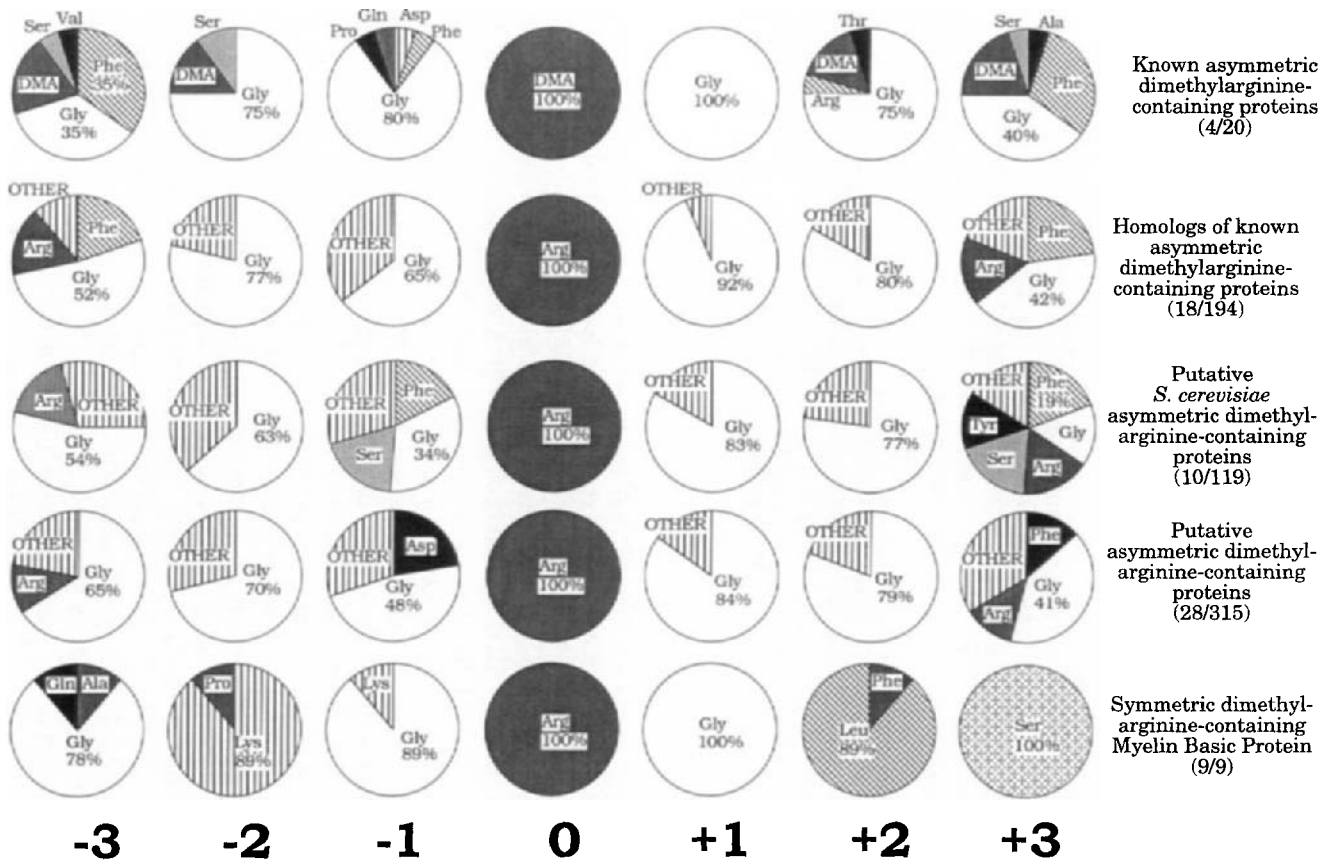 Ser Val
Phe
35%
DMA
Gly
35%
Ser
DMA
Gly
75%
Pro Gln Asp Phe
Gly
80%
DMA
100%
Gly
100%
Thr
DMA
Arg
Gly
75%
Ser Ala
DMA
Phe
Gly
40%
Known asymmetric
dimethylarginine-
containing proteins
(4/20)
OTHER
Phe
Arg
Gly
52%
OTHER
Gly
77%
OTHER
Gly
65%
Arg
100%
OTHER
Gly
92%
OTHER
Gly
80%
OTHER
Phe
Arg
Gly
42%
Homologs of known
asymmetric
dimethylarginine-
containing proteins
(18/194)
Arg
OTHER
Gly
54%
OTHER
Gly
63%
OTHER
Phe
Ser
Gly
34%
Arg
100%
OTHER
Gly
83%
OTHER
Gly
77%
OTHER
Phe
19%
Tyr
Gly
Ser
Arg
Putative
S. cerevisiae
asymmetric dimethyl-
arginine-containing
proteins
(10/119)
OTHER
Arg
Gly
65%
OTHER
Gly
70%
OTHER
Asp
Gly
48%
Arg
100%
OTHER
Gly
84%
OTHER
Gly
79%
OTHER
Phe
Arg
Gly
41%
Putative
asymmetric dimethyl-
arginine-containing
proteins
(28/315)
Gln Ala
Gly
78%
Pro
Lys
89%
Lys
Gly
89%
Arg
100%
Gly
100%
Phe
Leu
89%
Ser
100%
Symmetric dimethyl-
arginine-containing
Myelin Basic Protein
(9/9)
-3 -2 -1 0 +1 +2 +3